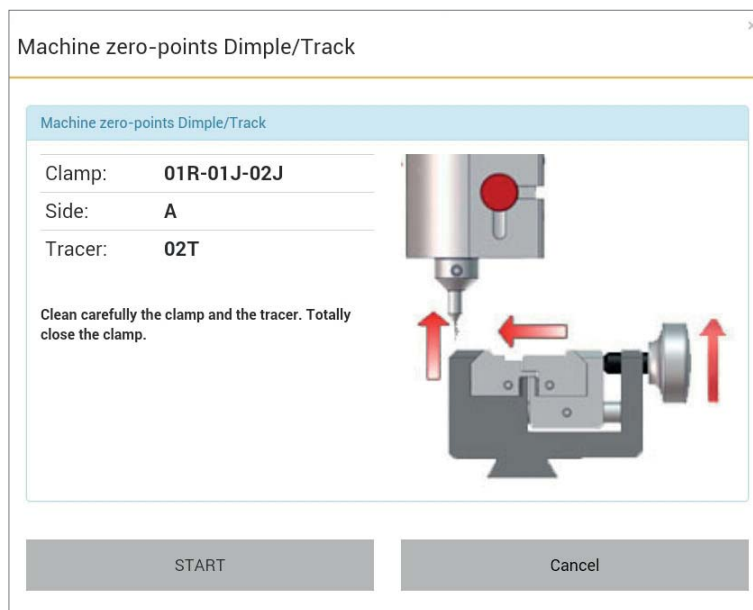 Machine zero-points Dimple/Track
Machine zero-points Dimple/Track
Clamp: 01R-01J-02J
Side: A
Tracer: 02T
Clean carefully the clamp and the tracer. Totally
close the clamp.
START
Cancel